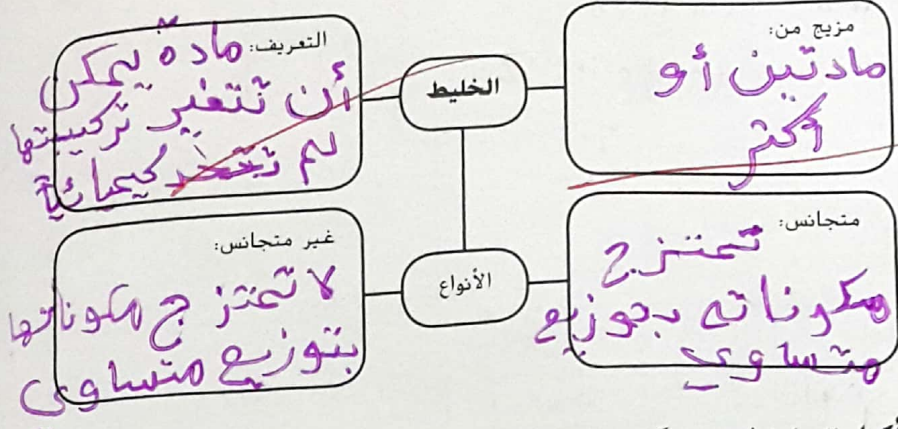 مزيج من:
مادتين أو
أكثر
الخليط
التعريف: مادة يمكن
أن تتغير تركيبتها
لم تتحد كيميائياً
متجانس: تمتزج
مكوناته بتوزيع
متساوي
الأنواع
غير متجانس:
لا تمتزج مكوناتها
بتوزيع متساوي